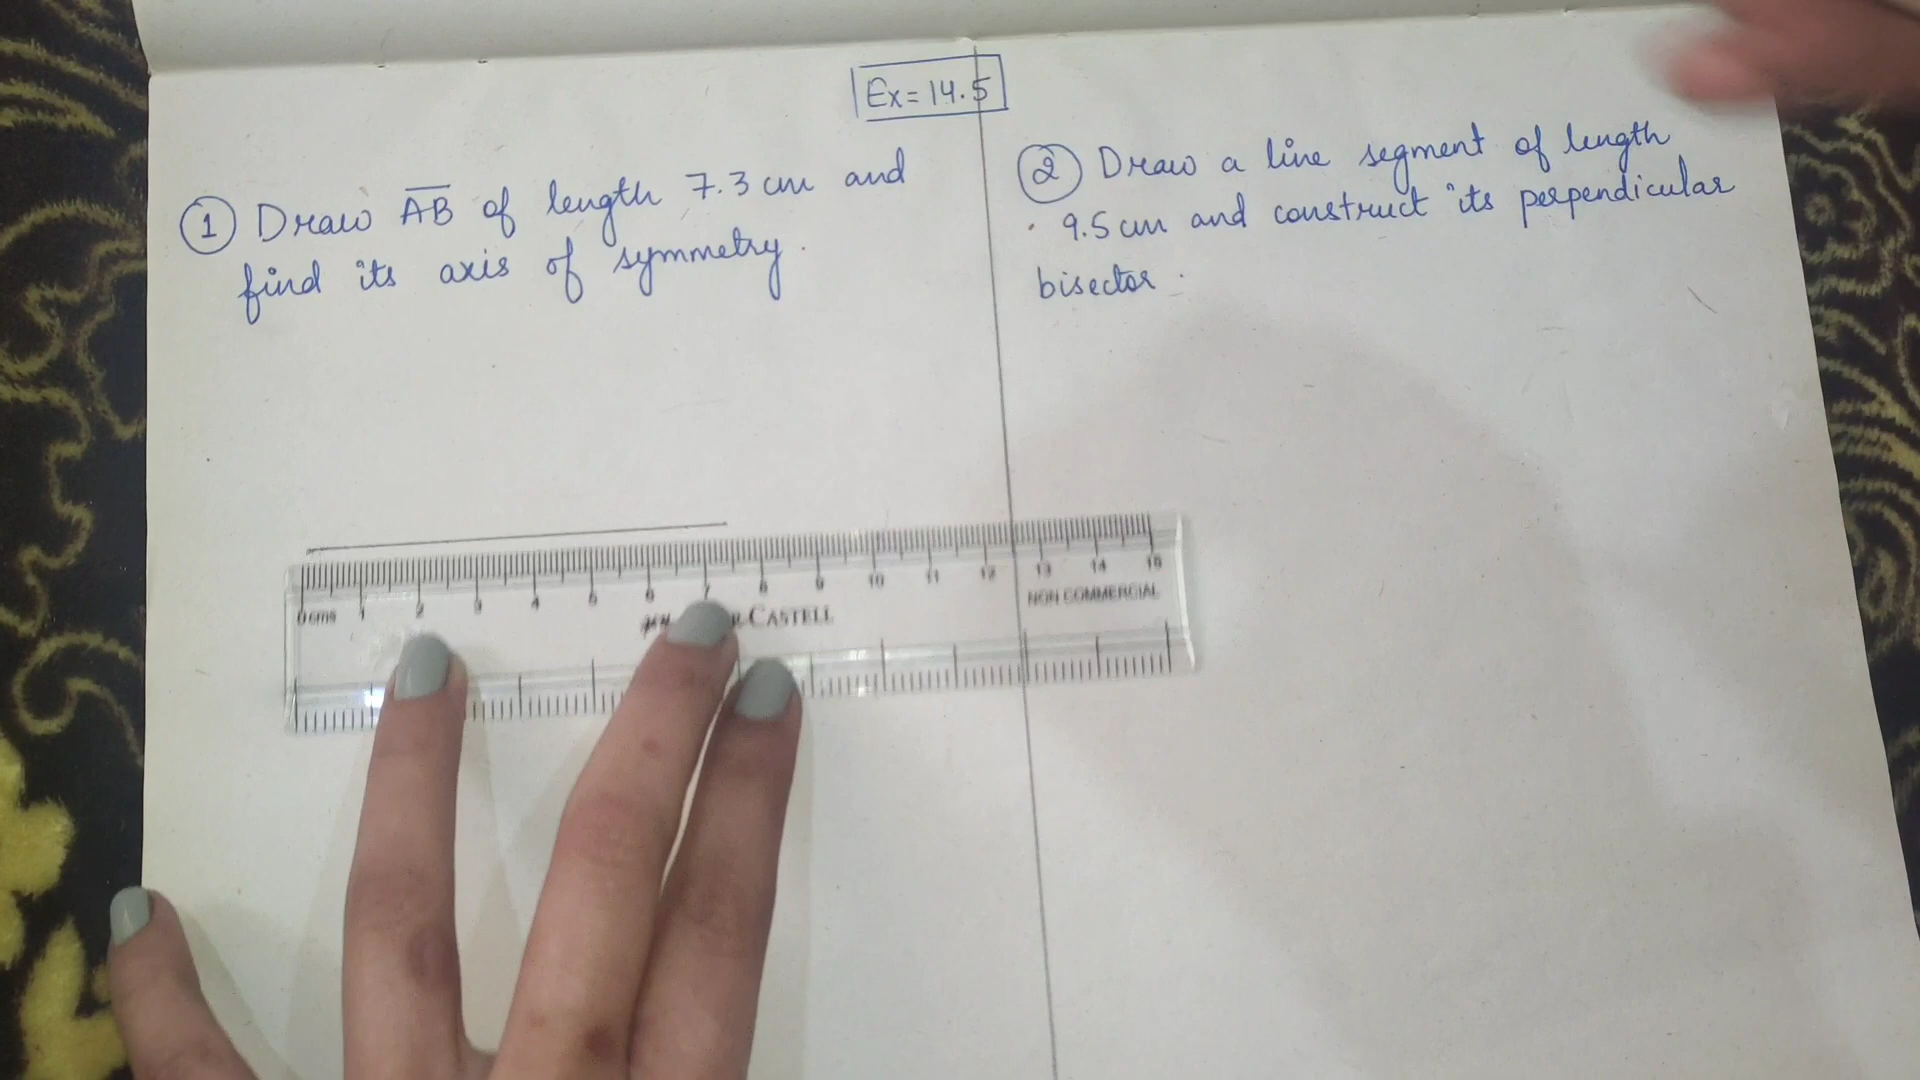 Ex = 14.5
① Draw A̅B̅ of length 7.3 cm and
find its axis of symmetry.
② Draw a line segment of length
9.5 cm and construct its perpendicular
bisector.
0 cms 1 2 3 4 5 6 7 8 9 10 11 12 13 14 15
CASTELL
NON COMMERCIAL